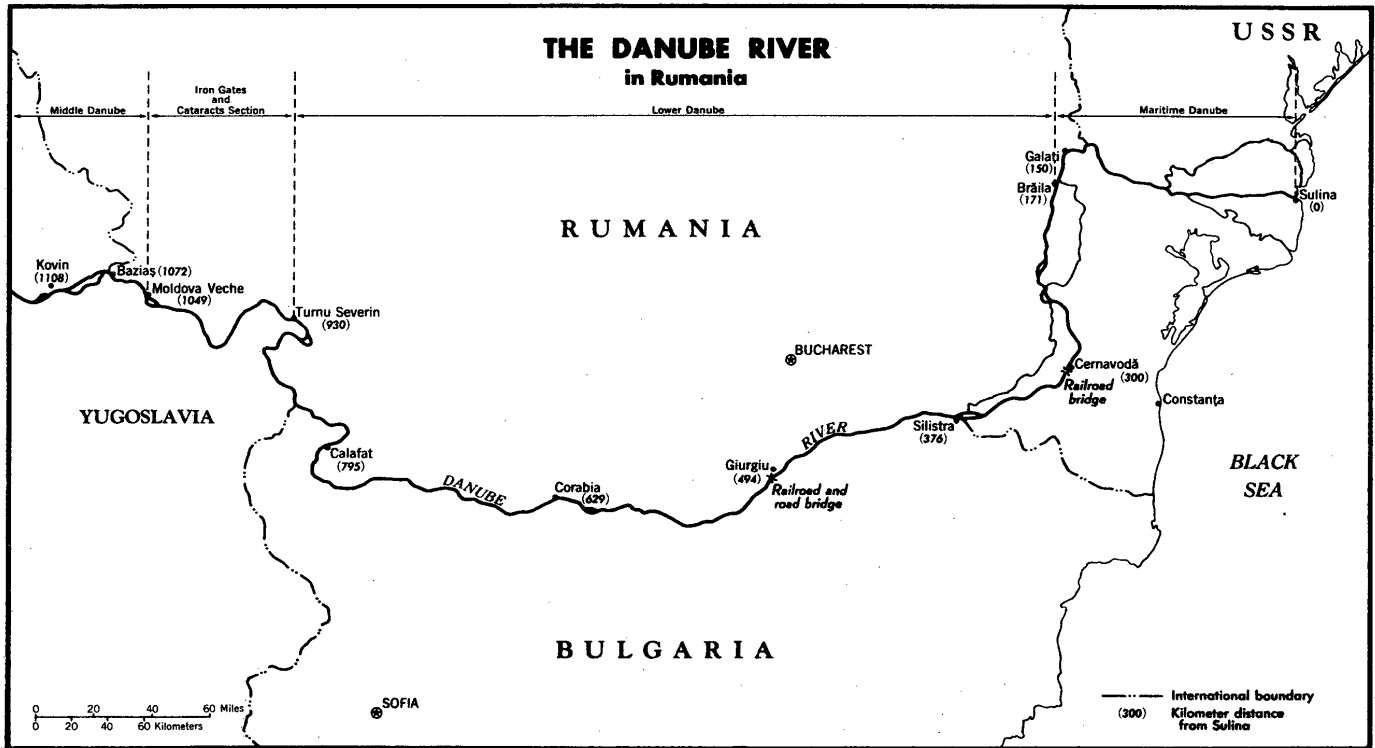 THE DANUBE RIVER
in Rumania
USSR
Middle Danube
Iron Gates
and
Cataracts Section
Lower Danube
Maritime Danube
Galați
(150)
Brăila
(171)
Sulina
(0)
RUMANIA
Kovin
(1108)
Baziaș (1072)
Moldova Veche
(1049)
Turnu Severin
(930)
BUCHAREST
Cernavodă
(300)
Railroad
bridge
Constanța
YUGOSLAVIA
Silistra
(376)
RIVER
Calafat
(795)
Giurgiu
(494)
Railroad and
road bridge
BLACK
SEA
DANUBE
Corabia
(629)
BULGARIA
SOFIA
0 20 40 60 Miles
0 20 40 60 Kilometers
International boundary
(300) Kilometer distance
from Sulina